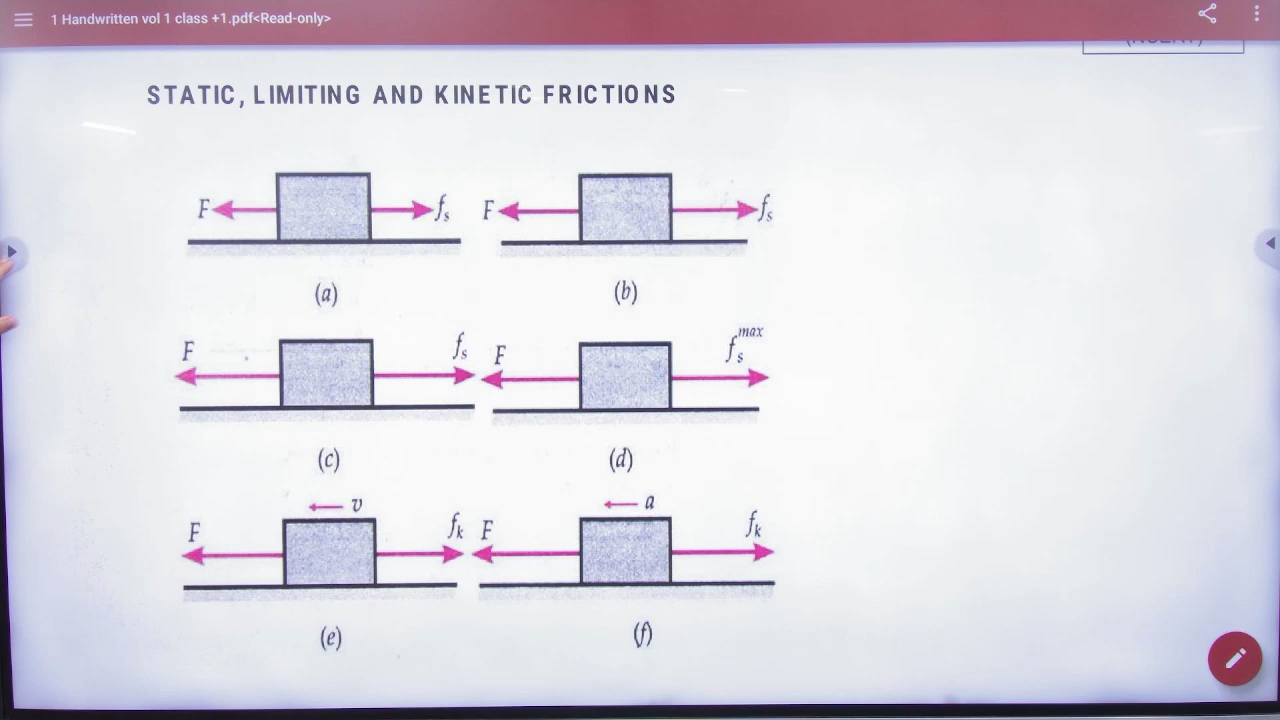 1 Handwritten vol 1 class +1.pdf<Read-only>
(NCERT)
STATIC, LIMITING AND KINETIC FRICTIONS
F fs F fs
(a) (b)
F fs F fs max
(c) (d)
v a
F fk F fk
(e) (f)